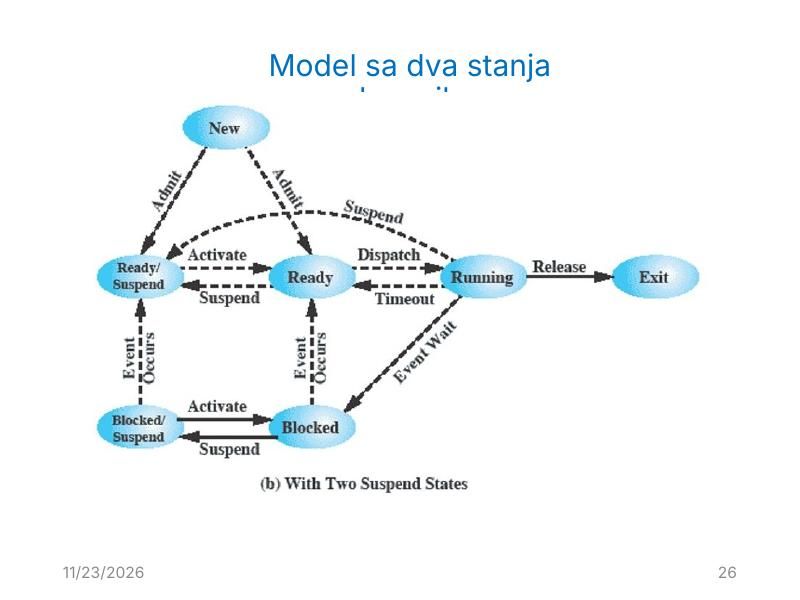 Model sa dva stanja
New
Admit
Admit
Suspend
Ready/
Suspend
Activate
Suspend
Ready
Dispatch
Timeout
Running
Release
Exit
Event
Occurs
Event
Occurs
Event Wait
Blocked/
Suspend
Activate
Suspend
Blocked
(b) With Two Suspend States
11/23/2026
26